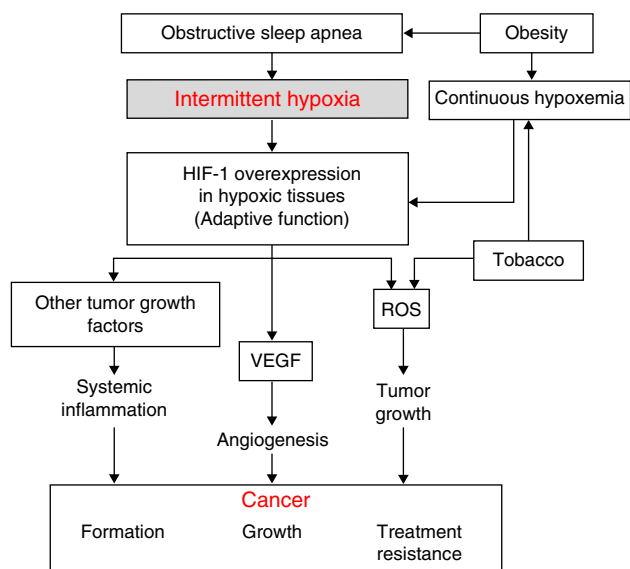 Obstructive sleep apnea
Obesity
Intermittent hypoxia
Continuous hypoxemia
HIF-1 overexpression
in hypoxic tissues
(Adaptive function)
Tobacco
Other tumor growth
factors
ROS
VEGF
Systemic
inflammation
Tumor
growth
Angiogenesis
Cancer
Formation
Growth
Treatment
resistance